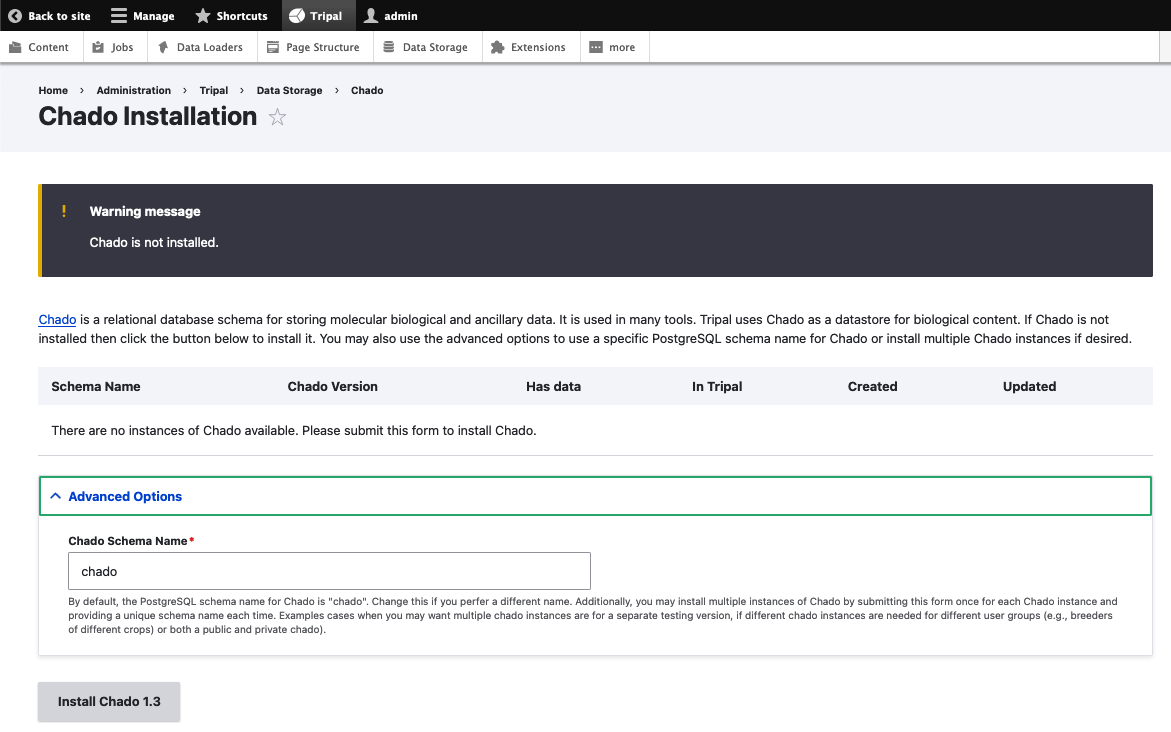 Back to site Manage Shortcuts Tripal admin
Content Jobs Data Loaders Page Structure Data Storage Extensions more
Home › Administration › Tripal › Data Storage › Chado
Chado Installation ☆
! Warning message
Chado is not installed.
Chado is a relational database schema for storing molecular biological and ancillary data. It is used in many tools. Tripal uses Chado as a datastore for biological content. If Chado is not
installed then click the button below to install it. You may also use the advanced options to use a specific PostgreSQL schema name for Chado or install multiple Chado instances if desired.
Schema Name Chado Version Has data In Tripal Created Updated
There are no instances of Chado available. Please submit this form to install Chado.
Advanced Options
Chado Schema Name*
chado
By default, the PostgreSQL schema name for Chado is "chado". Change this if you perfer a different name. Additionally, you may install multiple instances of Chado by submitting this form once for each Chado instance and
providing a unique schema name each time. Examples cases when you may want multiple chado instances are for a separate testing version, if different chado instances are needed for different user groups (e.g., breeders
of different crops) or both a public and private chado).
Install Chado 1.3